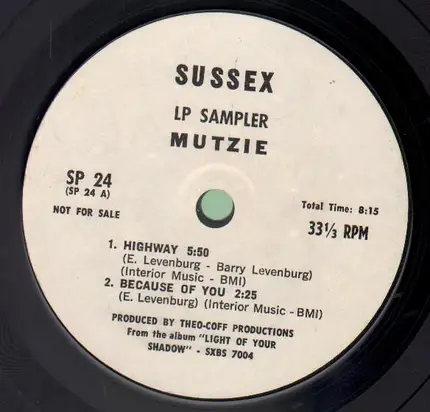 SUSSEX
LP SAMPLER
MUTZIE
SP 24
(SP 24 A)
NOT FOR SALE
Total Time: 8:15
33⅓ RPM
1. HIGHWAY 5:50
(E. Levenburg - Barry Levenburg)
(Interior Music - BMI)
2. BECAUSE OF YOU 2:25
(E. Levenburg) (Interior Music - BMI)
PRODUCED BY THEO-COFF PRODUCTIONS
From the album "LIGHT OF YOUR
SHADOW" - SXBS 7004